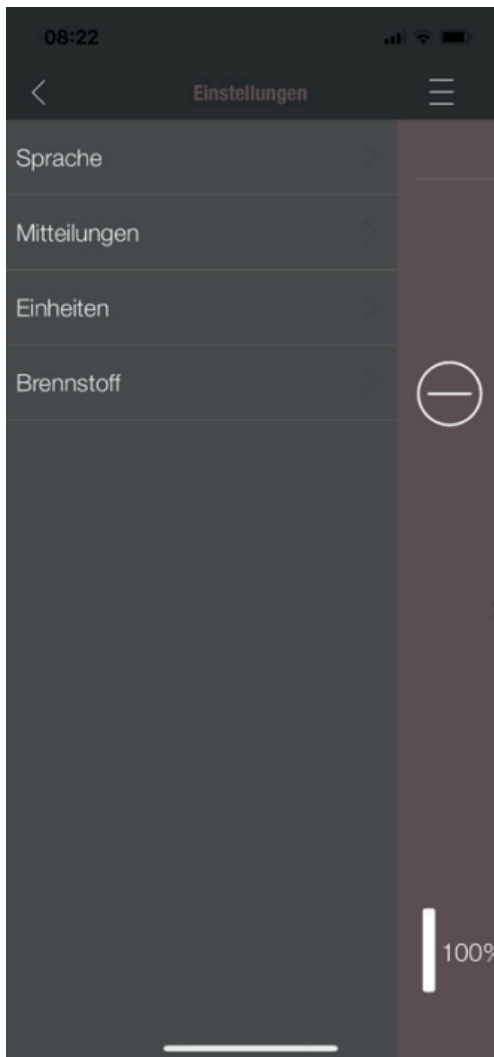 08:22
Einstellungen
Sprache
Mitteilungen
Einheiten
Brennstoff
100%